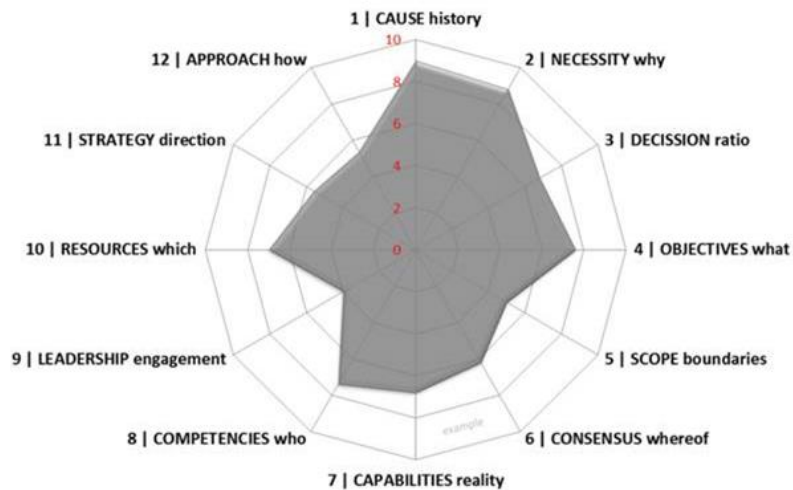 1 | CAUSE history
10
12 | APPROACH how
2 | NECESSITY why
8
11 | STRATEGY direction
6
3 | DECISSION ratio
4
2
10 | RESOURCES which
0
4 | OBJECTIVES what
9 | LEADERSHIP engagement
5 | SCOPE boundaries
example
8 | COMPETENCIES who
6 | CONSENSUS whereof
7 | CAPABILITIES reality